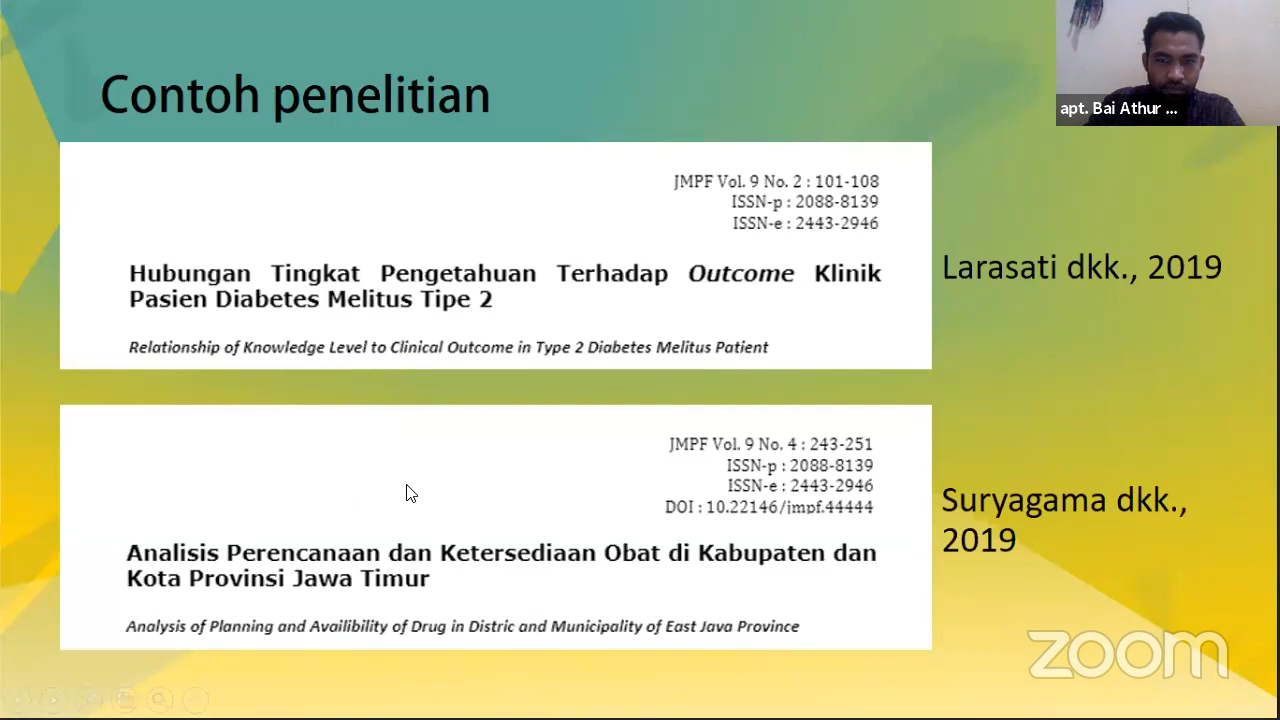 Contoh penelitian
apt. Bai Athur ...
JMPF Vol. 9 No. 2 : 101-108
ISSN-p : 2088-8139
ISSN-e : 2443-2946
Hubungan Tingkat Pengetahuan Terhadap Outcome Klinik
Pasien Diabetes Melitus Tipe 2
Relationship of Knowledge Level to Clinical Outcome in Type 2 Diabetes Melitus Patient
Larasati dkk., 2019
JMPF Vol. 9 No. 4 : 243-251
ISSN-p : 2088-8139
ISSN-e : 2443-2946
DOI : 10.22146/jmpf.44444
Analisis Perencanaan dan Ketersediaan Obat di Kabupaten dan
Kota Provinsi Jawa Timur
Analysis of Planning and Availibility of Drug in Distric and Municipality of East Java Province
Suryagama dkk.,
2019
zoom